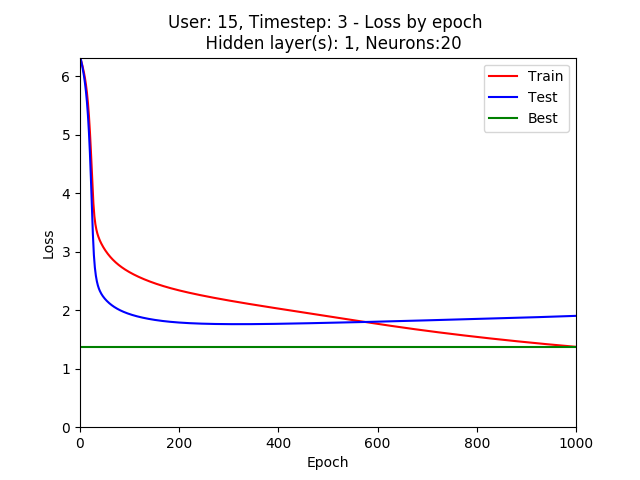 User: 15, Timestep: 3 - Loss by epoch
Hidden layer(s): 1, Neurons:20
Train
Test
Best
6
5
4
3
2
1
0
Loss
0 200 400 600 800 1000
Epoch